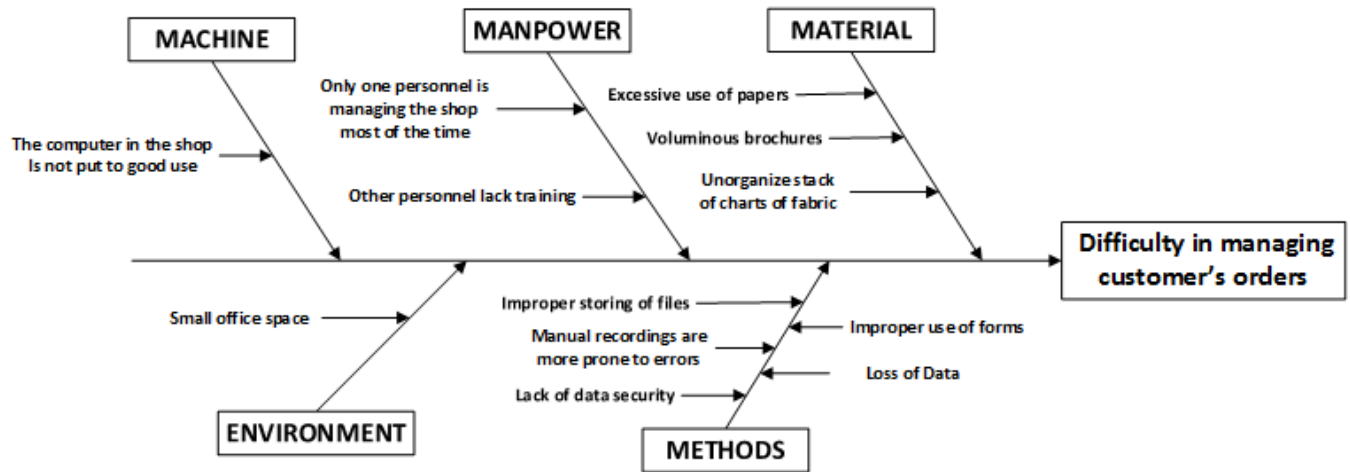 MACHINE
MANPOWER
MATERIAL
The computer in the shop
Is not put to good use
Only one personnel is
managing the shop
most of the time
Other personnel lack training
Excessive use of papers
Voluminous brochures
Unorganize stack
of charts of fabric
Difficulty in managing
customer's orders
Small office space
Improper storing of files
Manual recordings are
more prone to errors
Lack of data security
Improper use of forms
Loss of Data
ENVIRONMENT
METHODS